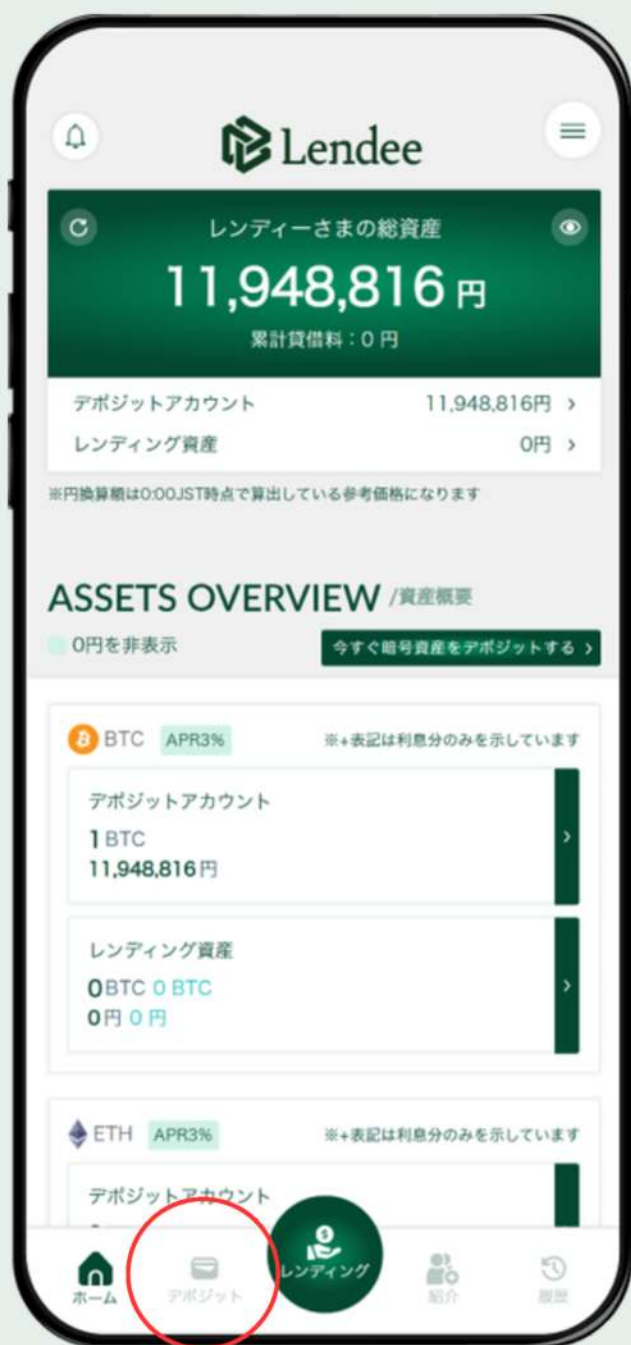 Lendee
レンディーさまの総資産
11,948,816 円
累計貸借料：0 円
デポジットアカウント 11,948,816円 >
レンディング資産 0円 >
※円換算額は0:00JST時点で算出している参考価格になります
ASSETS OVERVIEW /資産概要
0円を非表示 今すぐ暗号資産をデポジットする >
BTC APR3% ※+表記は利息分のみを示しています
デポジットアカウント
1 BTC
11,948,816 円
レンディング資産
0 BTC 0 BTC
0 円 0 円
ETH APR3% ※+表記は利息分のみを示しています
デポジットアカウント
ホーム デポジット レンディング 紹介 履歴